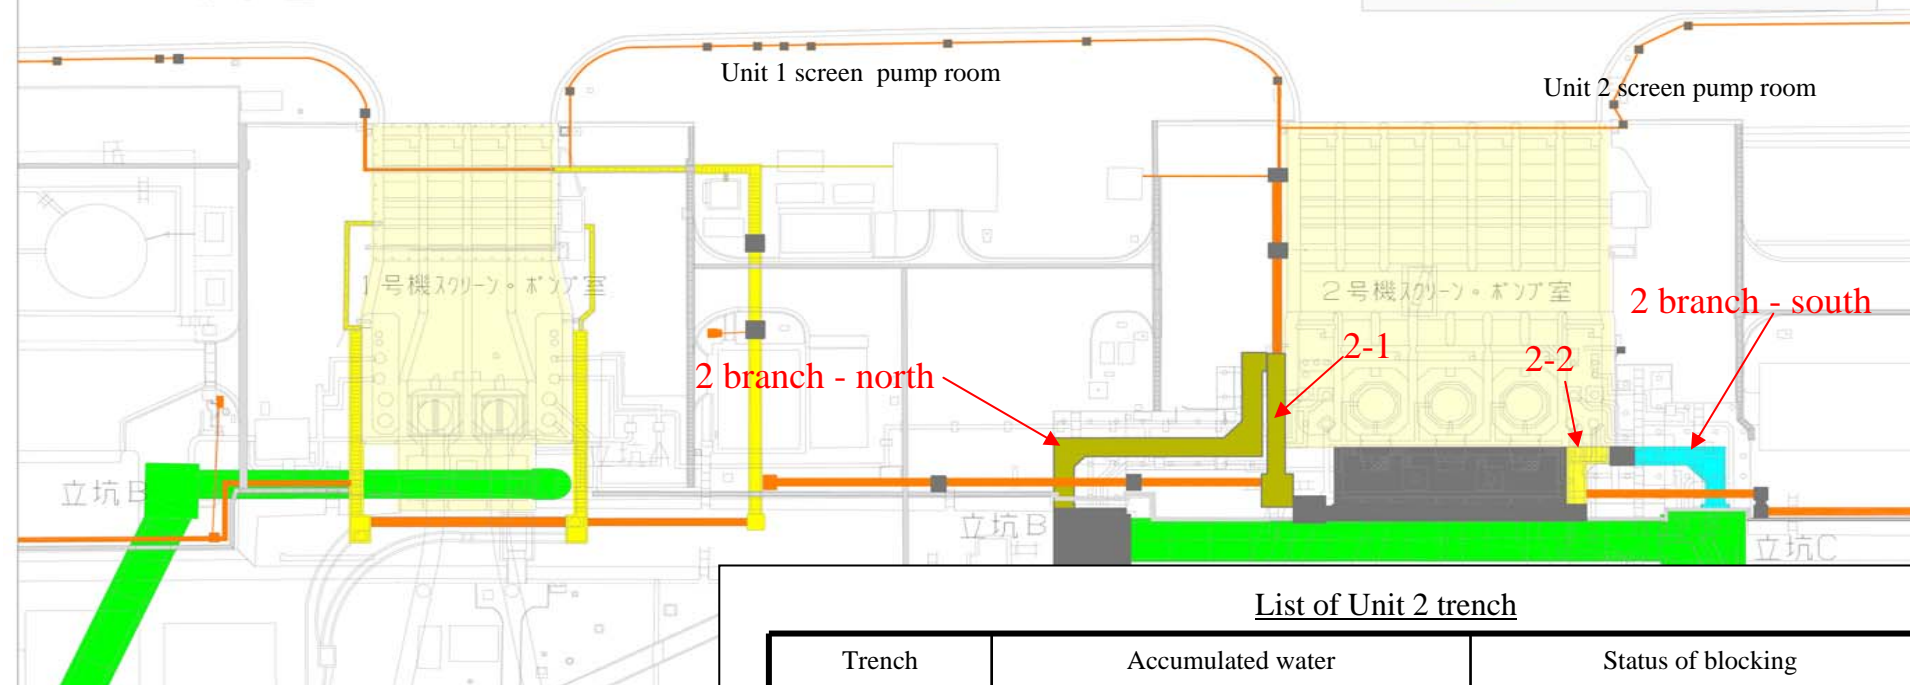 Unit 1 screen pump room
Unit 2 screen pump room
1号機スクリーン・ポンプ室
2号機スクリーン・ポンプ室
2 branch - south
2-1
2-2
2 branch - north
立坑A
立坑B
立坑B
立坑C
List of Unit 2 trench
Trench
Accumulated water
Status of blocking